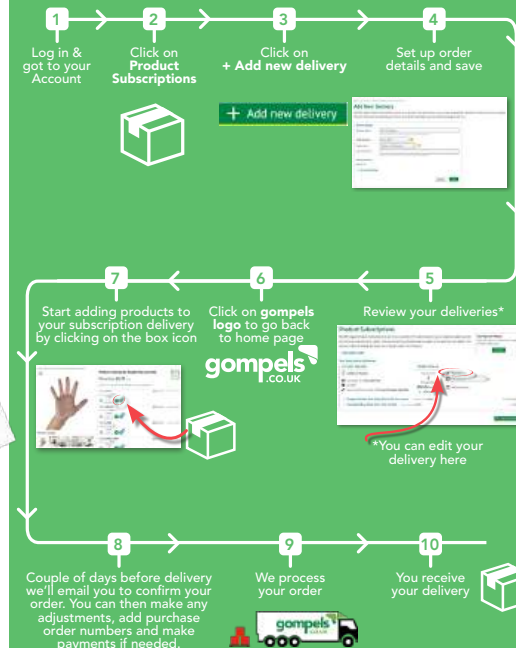 1
Log in &
got to your
Account
2
Click on
Product
Subscriptions
3
Click on
+ Add new delivery
+ Add new delivery
4
Set up order
details and save
Add New Delivery
5
Review your deliveries*
Product Subscriptions
*You can edit your
delivery here
6
Click on gompels
logo to go back
to home page
gompels
.CO.UK
7
Start adding products to
your subscription delivery
by clicking on the box icon
8
Couple of days before delivery
we'll email you to confirm your
order. You can then make any
adjustments, add purchase
order numbers and make
payments if needed.
9
We process
your order
gompels
.CO.UK
10
You receive
your delivery